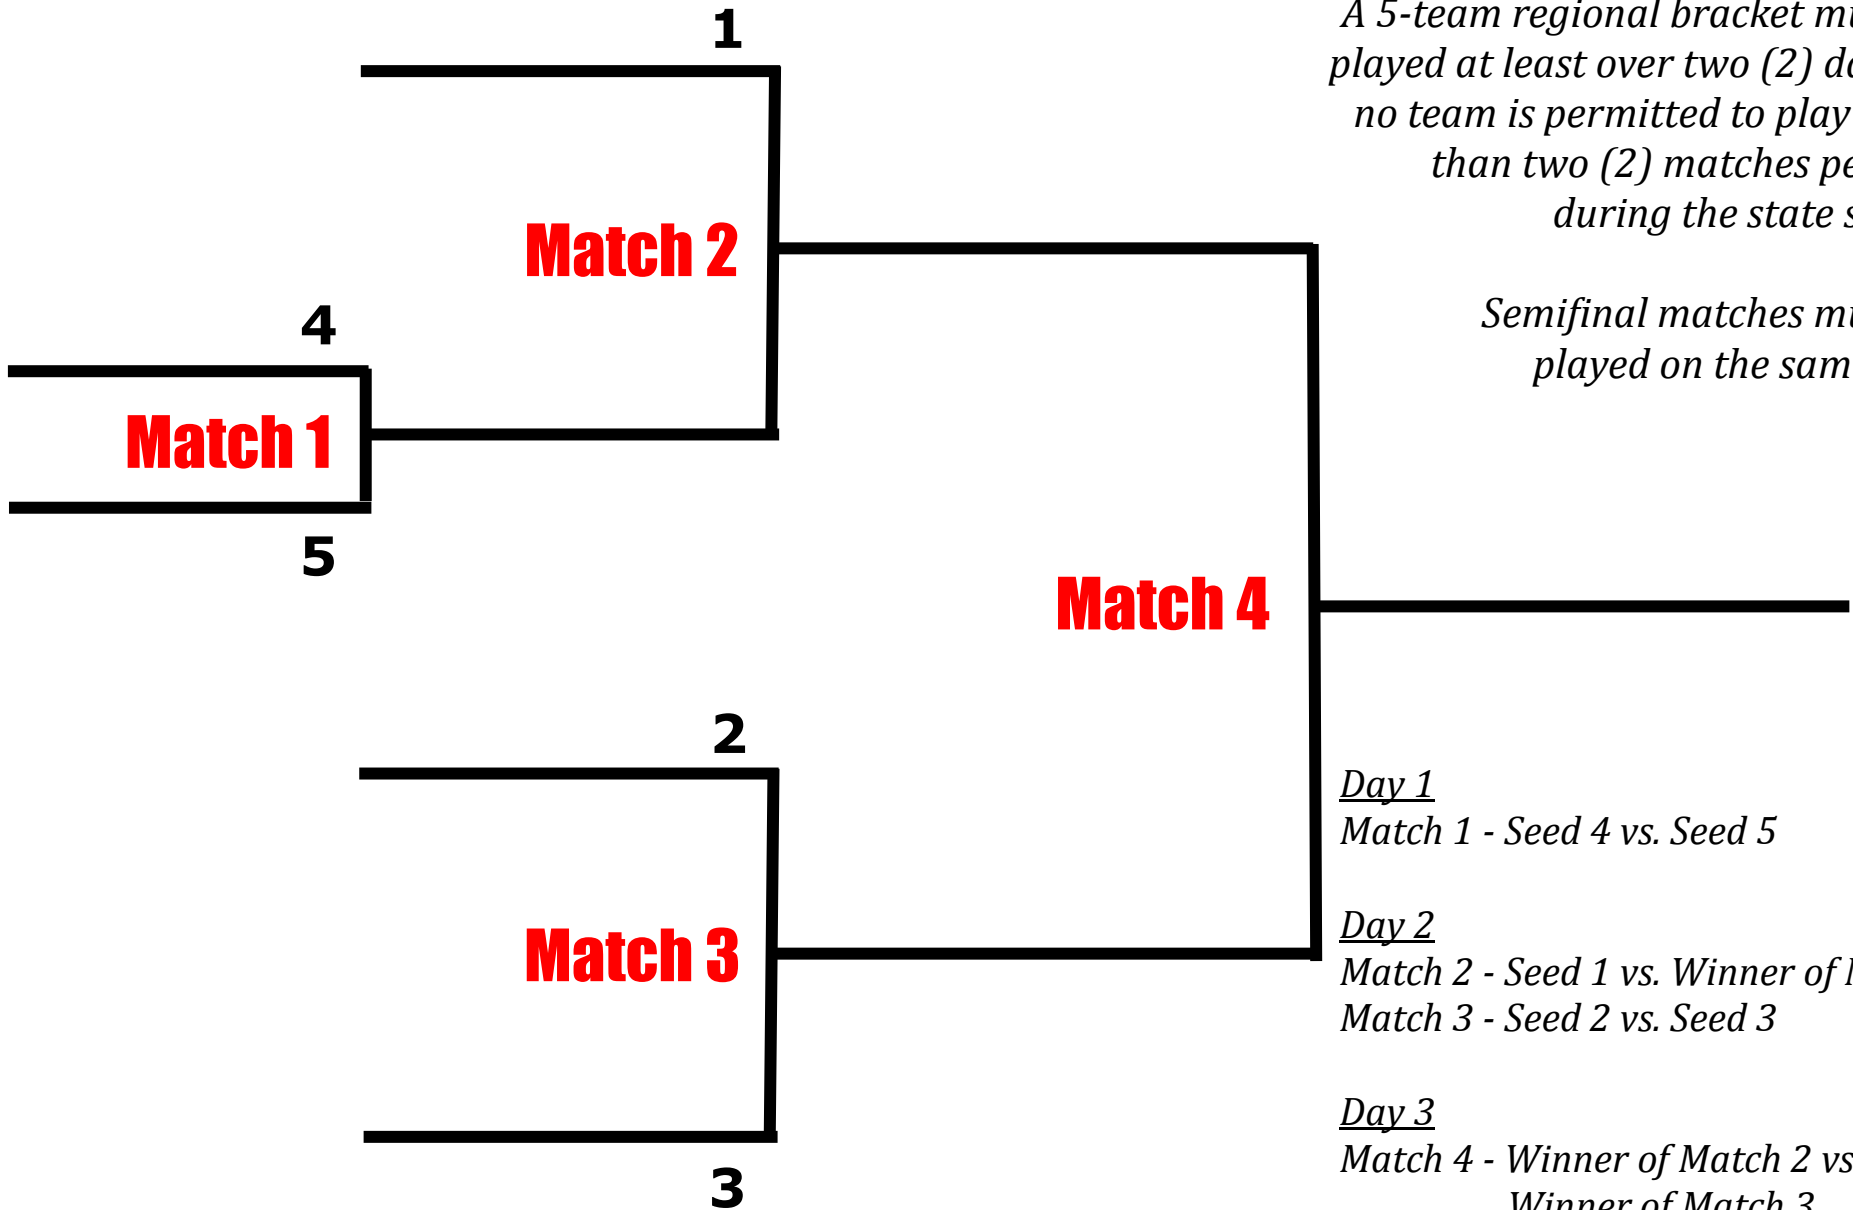 1
A 5-team regional bracket
played at least over two (2)
no team is permitted to play
than two (2) matches
during the state
Match 2
Semifinal matches
played on the
4
Match 1
5
Match 4
2
Day 1
Match 1 - Seed 4 vs. Seed 5
Day 2
Match 3
Match 2 - Seed 1 vs. Winner of
Match 3 - Seed 2 vs. Seed 3
Day 3
Match 4 - Winner of Match 2 vs
Winner of Match 3
3